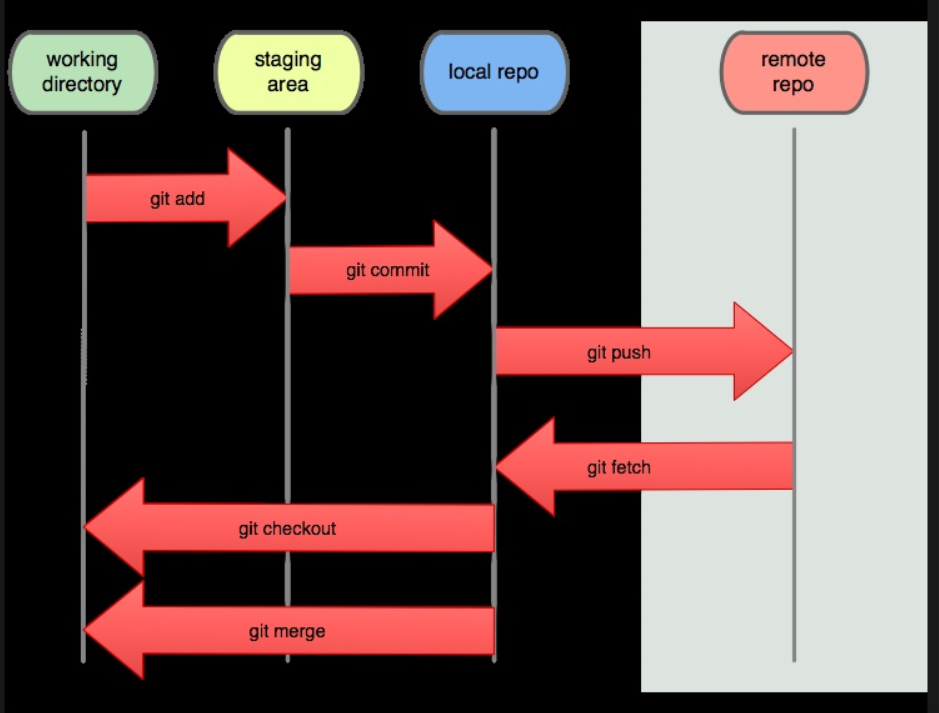 working
directory
staging
area
local repo
remote
repo
git add
git commit
git push
git fetch
git checkout
git merge